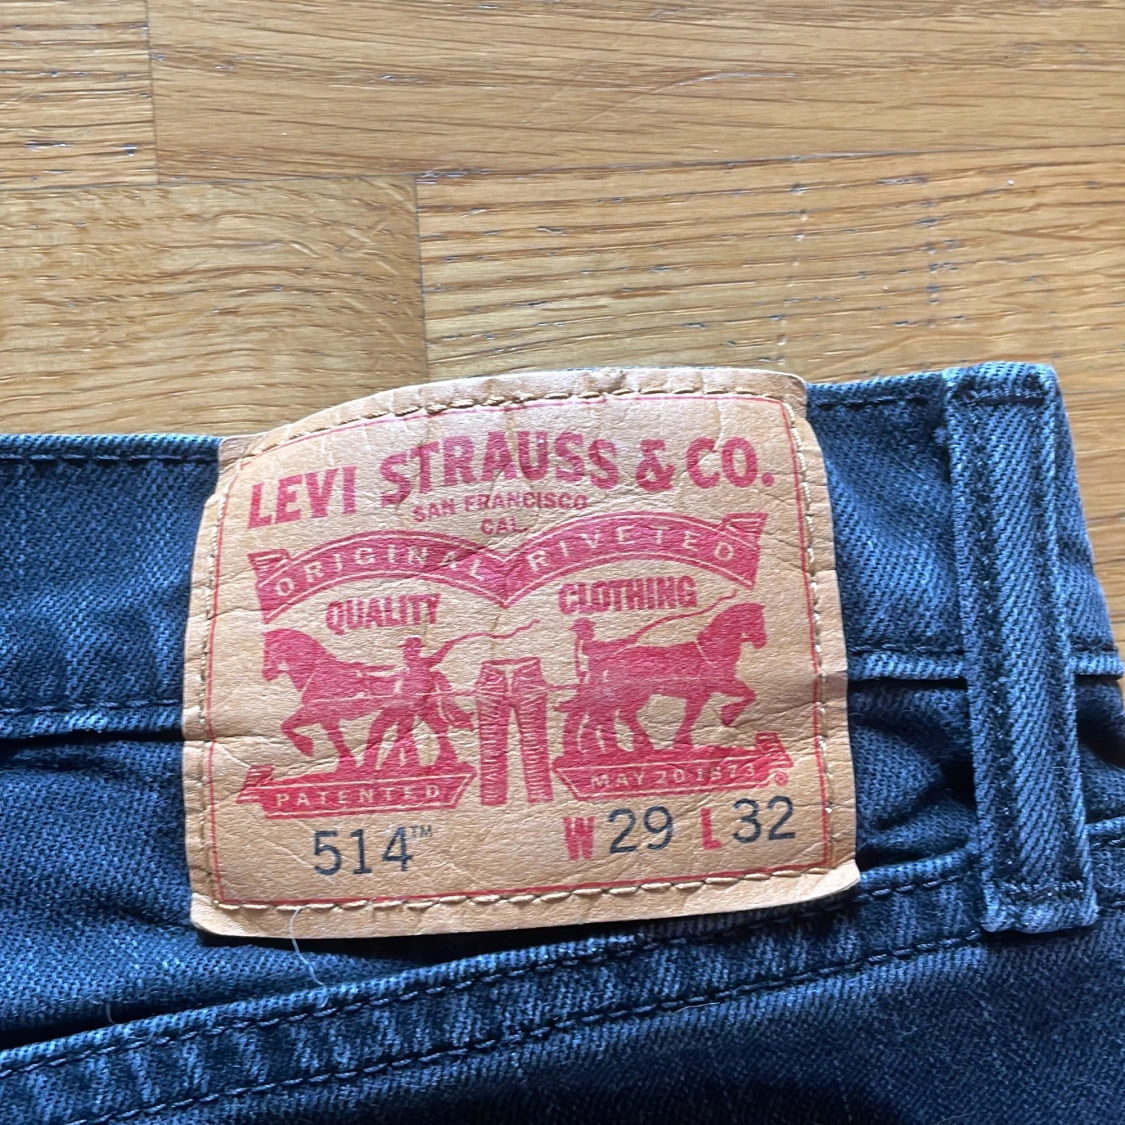 LEVI STRAUSS & CO.
SAN FRANCISCO
CAL.
ORIGINAL RIVETED
QUALITY CLOTHING
PATENTED MAY 20 1873 ®
514™ W 29 L 32